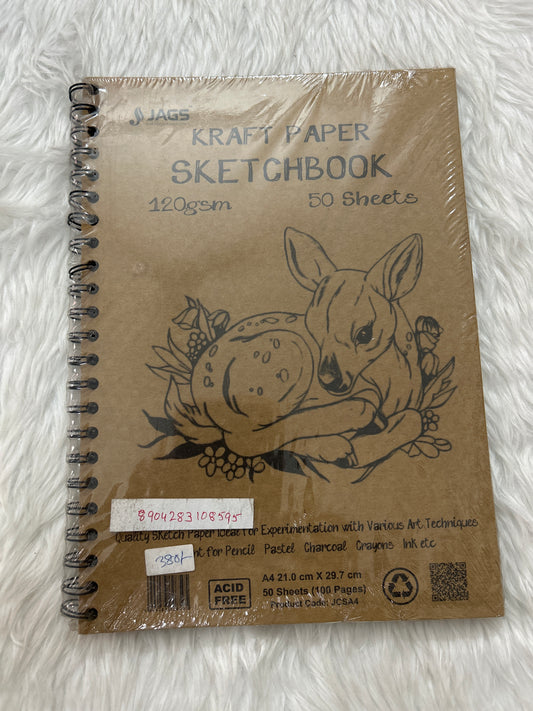 JAGS
KRAFT PAPER
SKETCHBOOK
120gsm 50 Sheets
8904283108595
Quality Sketch Paper Ideal For Experimentation with Various Art Techniques
380/-
nt for Pencil Pastel Charcoal Crayons Ink etc
ACID
FREE
A4 21.0 cm X 29.7 cm
50 Sheets (100 Pages)
Product Code: JCSA4